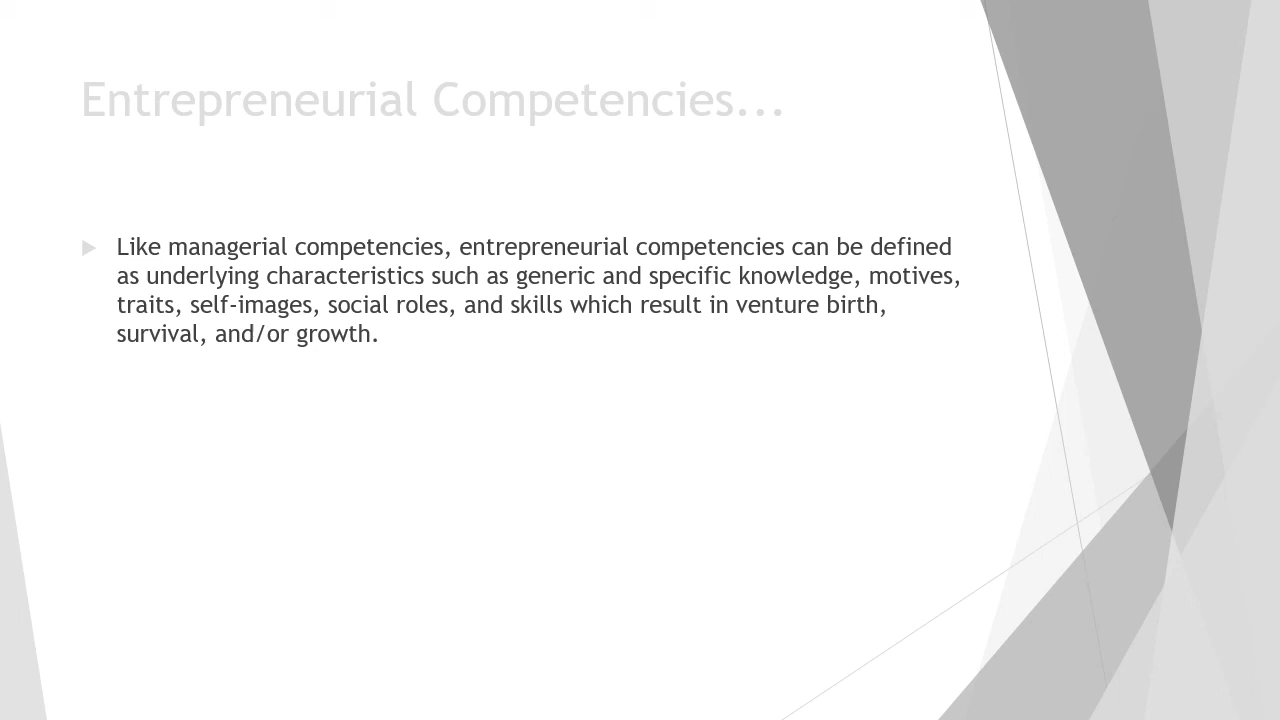 Entrepreneurial Competencies...
Like managerial competencies, entrepreneurial competencies can be defined
as underlying characteristics such as generic and specific knowledge, motives,
traits, self-images, social roles, and skills which result in venture birth,
survival, and/or growth.